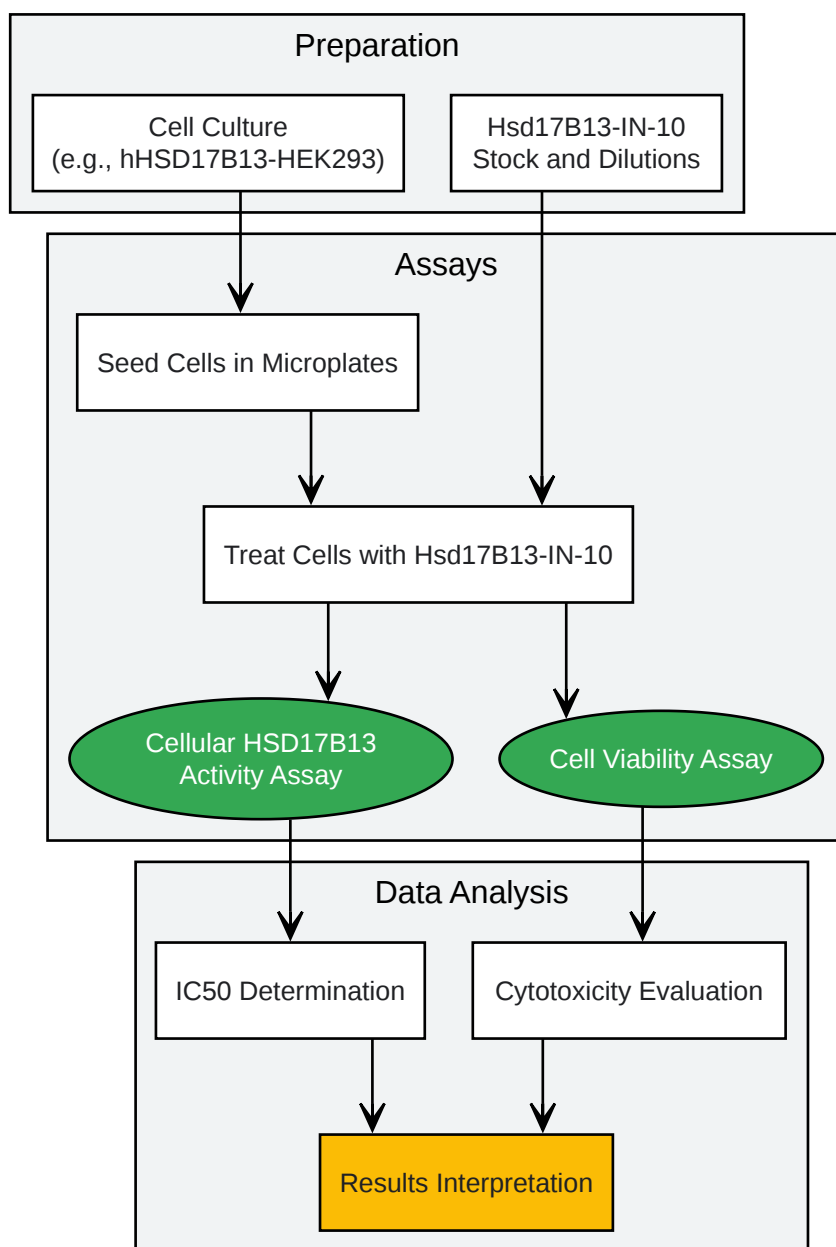 Preparation
Cell Culture
(e.g., hHSD17B13-HEK293)
Hsd17B13-IN-10
Stock and Dilutions
Assays
Seed Cells in Microplates
Treat Cells with Hsd17B13-IN-10
Cellular HSD17B13
Activity Assay
Cell Viability Assay
Data Analysis
IC50 Determination
Cytotoxicity Evaluation
Results Interpretation